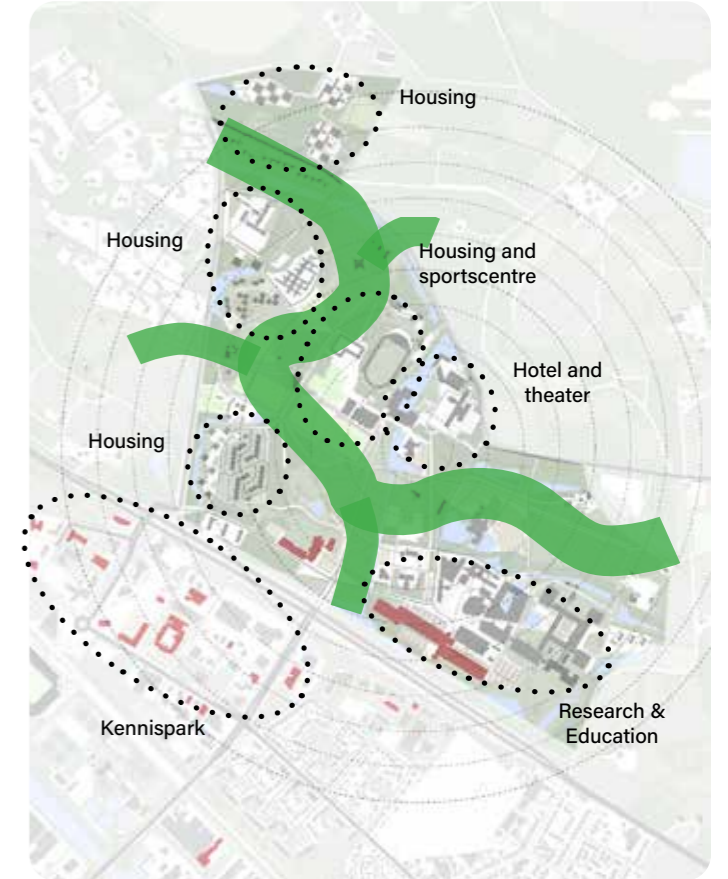 Housing
Housing
Housing and
sportscentre
Hotel and
theater
Housing
Research &
Education
Kennispark